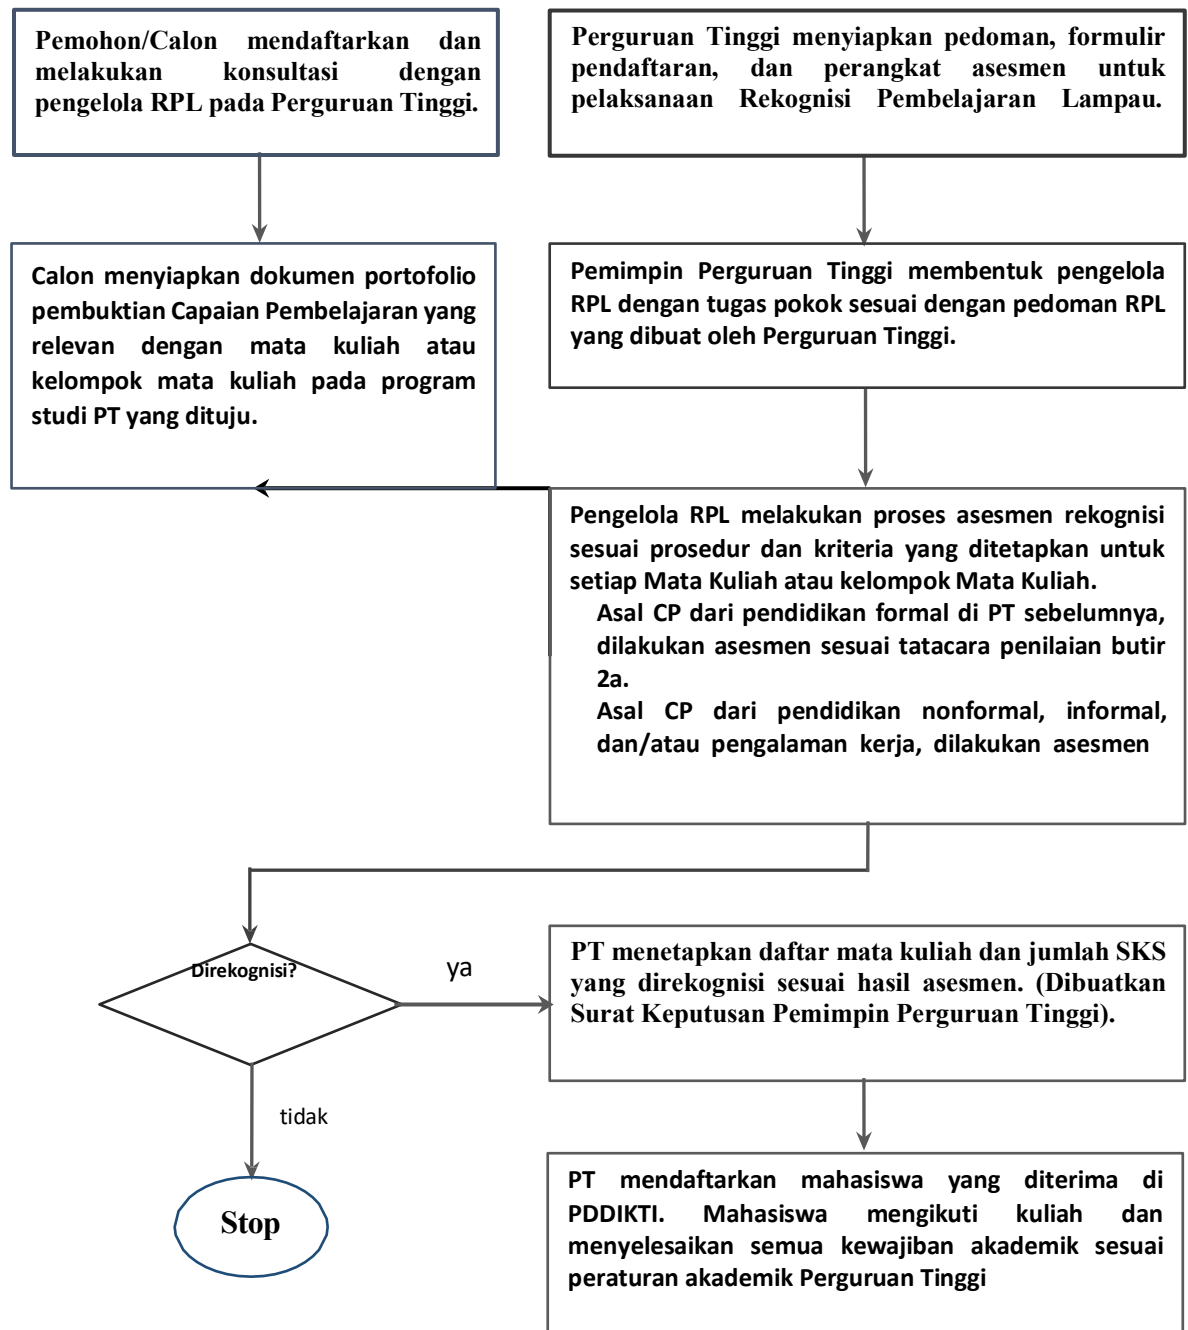 Pemohon/Calon mendaftarkan dan
melakukan konsultasi dengan
pengelola RPL pada Perguruan Tinggi.
Perguruan Tinggi menyiapkan pedoman, formulir
pendaftaran, dan perangkat asesmen untuk
pelaksanaan Rekognisi Pembelajaran Lampau.
Calon menyiapkan dokumen portofolio
pembuktian Capaian Pembelajaran yang
relevan dengan mata kuliah atau
kelompok mata kuliah pada program
studi PT yang dituju.
Pemimpin Perguruan Tinggi membentuk pengelola
RPL dengan tugas pokok sesuai dengan pedoman RPL
yang dibuat oleh Perguruan Tinggi.
Pengelola RPL melakukan proses asesmen rekognisi
sesuai prosedur dan kriteria yang ditetapkan untuk
setiap Mata Kuliah atau kelompok Mata Kuliah.
Asal CP dari pendidikan formal di PT sebelumnya,
dilakukan asesmen sesuai tatacara penilaian butir
2a.
Asal CP dari pendidikan nonformal, informal,
dan/atau pengalaman kerja, dilakukan asesmen
Direkognisi?
ya
PT menetapkan daftar mata kuliah dan jumlah SKS
yang direkognisi sesuai hasil asesmen. (Dibuatkan
Surat Keputusan Pemimpin Perguruan Tinggi).
tidak
Stop
PT mendaftarkan mahasiswa yang diterima di
PDDIKTI. Mahasiswa mengikuti kuliah dan
menyelesaikan semua kewajiban akademik sesuai
peraturan akademik Perguruan Tinggi